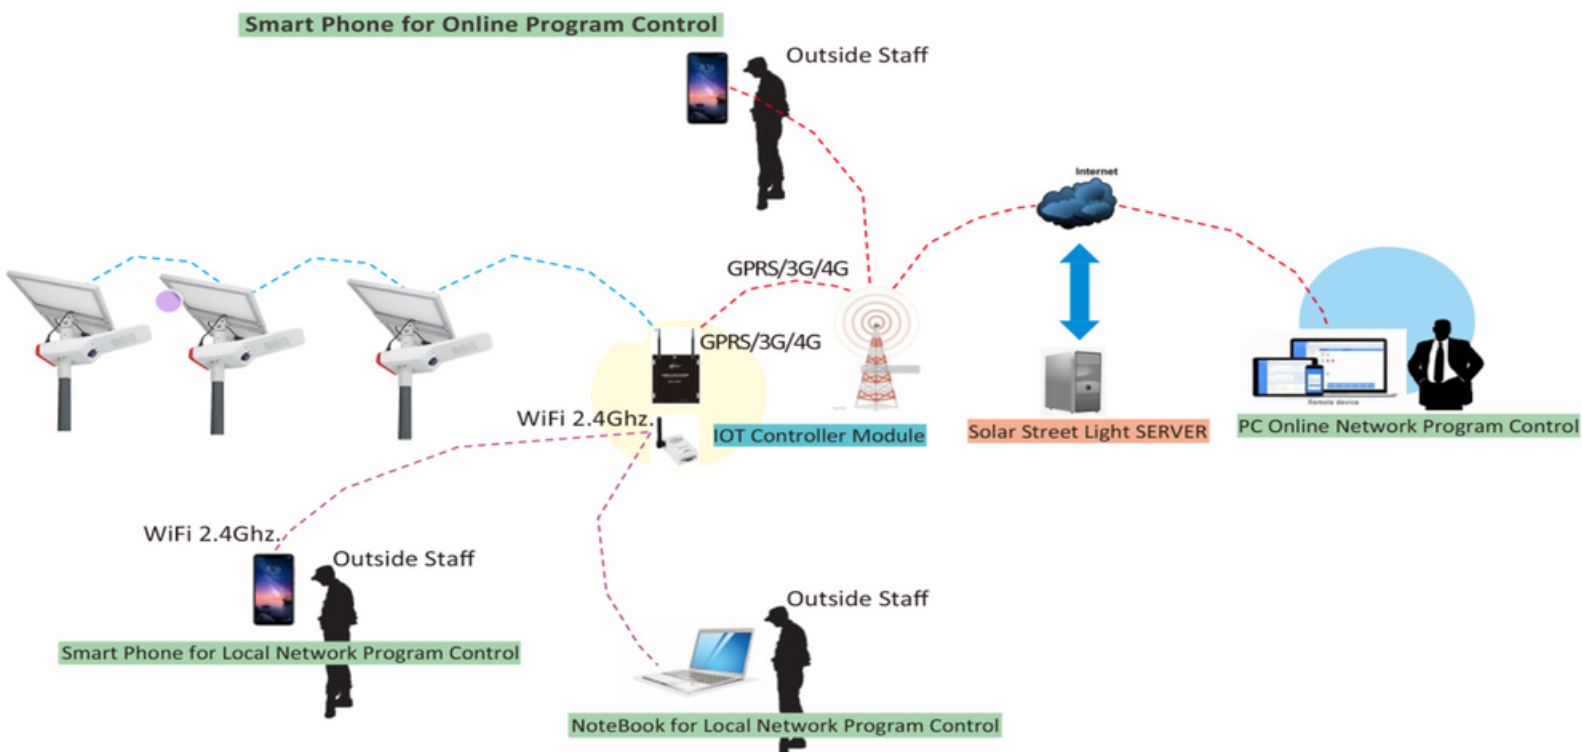 Smart Phone for Online Program Control
Outside Staff
Internet
GPRS/3G/4G
GPRS/3G/4G
WiFi 2.4Ghz.
IOT Controller Module
Solar Street Light SERVER
Remote device
PC Online Network Program Control
WiFi 2.4Ghz.
Outside Staff
Smart Phone for Local Network Program Control
Outside Staff
NoteBook for Local Network Program Control